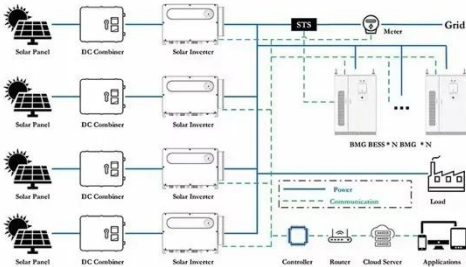 Solar Panel
DC Combiner
Solar Inverter
STS
Meter
Grid
Solar Panel
DC Combiner
Solar Inverter
BMG BESS * N BMG * N
Solar Panel
DC Combiner
Solar Inverter
Power
Communication
Load
Solar Panel
DC Combiner
Solar Inverter
Controller
Router
Cloud Server
Applications